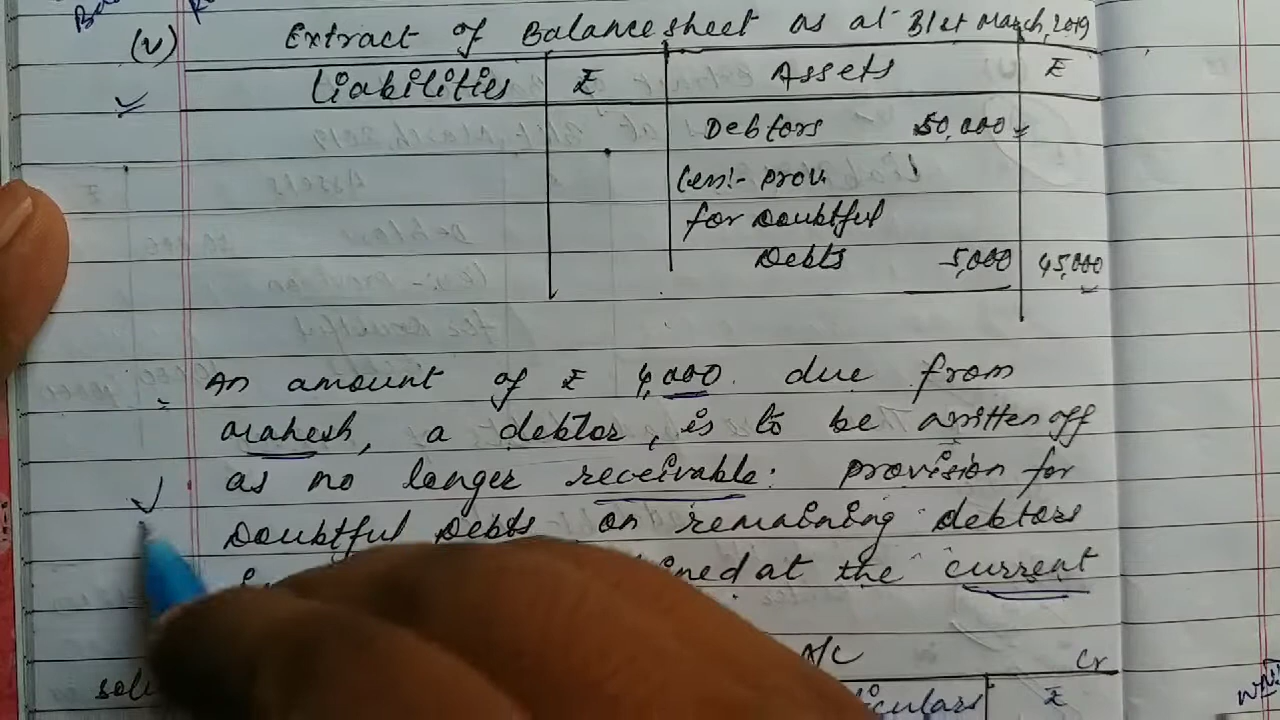 (v) Extract of Balance sheet as at 31st March, 2019
Liabilities ₹ Assets ₹
Debtors 50,000
Less:- prov.
for Doubtful
Debts 5,000 45,000
An amount of ₹ 4,000. due from
Mahesh, a debtor, is to be written off
as no longer receivable: provision for
Doubtful Debts on remaining debtors
at the current
A/C Cr
₹